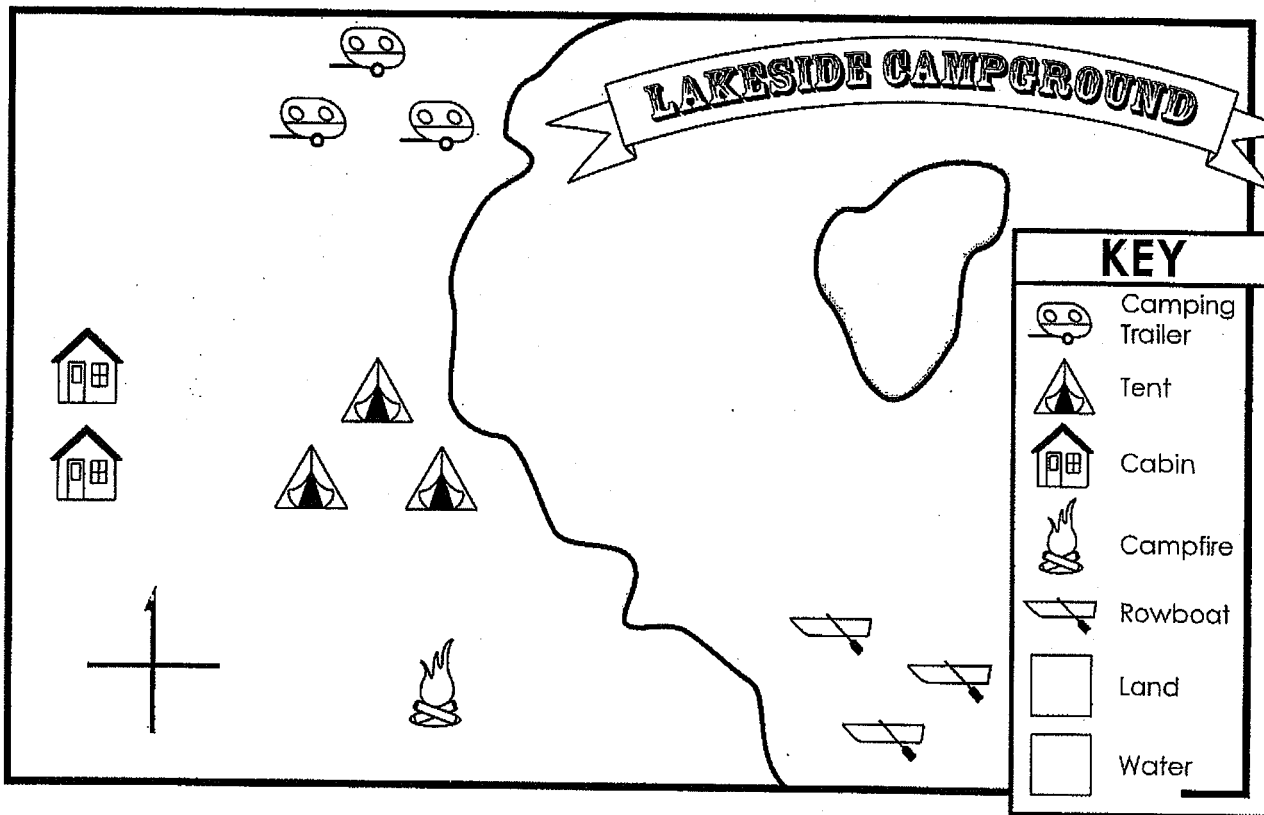 LAKESIDE CAMPGROUND
KEY
Camping
Trailer
Tent
Cabin
Campfire
Rowboat
Land
Water